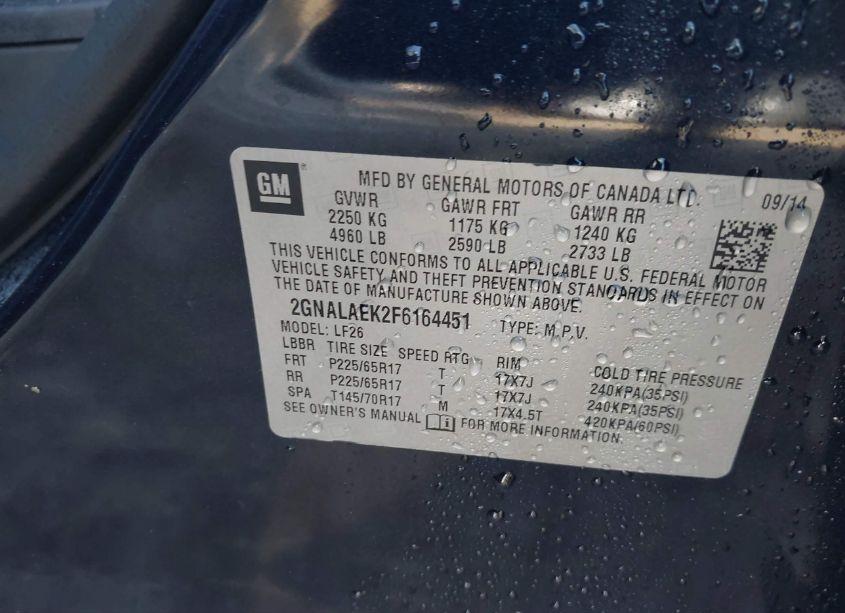 GM ®
MFD BY GENERAL MOTORS OF CANADA LTD. 09/14
GVWR GAWR FRT GAWR RR
2250 KG 1175 KG 1240 KG
4960 LB 2590 LB 2733 LB
THIS VEHICLE CONFORMS TO ALL APPLICABLE U.S. FEDERAL MOTOR
VEHICLE SAFETY AND THEFT PREVENTION STANDARDS IN EFFECT ON
THE DATE OF MANUFACTURE SHOWN ABOVE.
2GNALAEK2F6164451 TYPE: M.P.V.
MODEL: LF26
LBBR TIRE SIZE SPEED RTG RIM COLD TIRE PRESSURE
FRT P225/65R17 T 17X7J 240KPA(35PSI)
RR P225/65R17 T 17X7J 240KPA(35PSI)
SPA T145/70R17 M 17X4.5T 420KPA(60PSI)
SEE OWNER'S MANUAL FOR MORE INFORMATION.